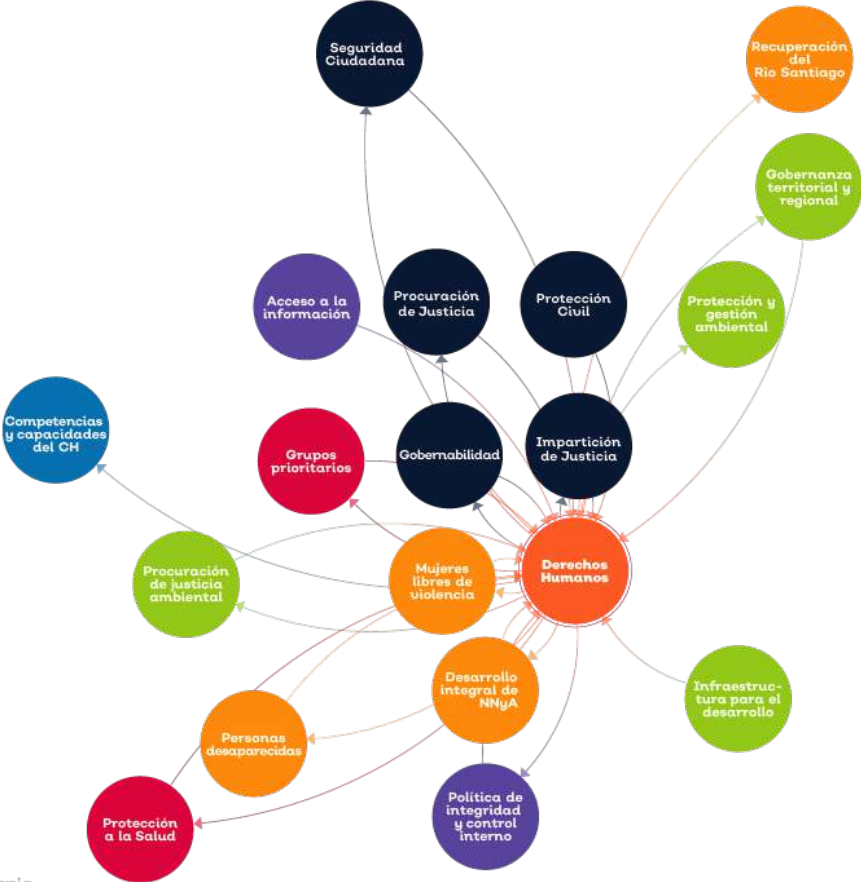 Seguridad
Ciudadana
Recuperación
del
Río Santiago
Gobernanza
territorial y
regional
Acceso a la
información
Procuración
de Justicia
Protección
Civil
Protección y
gestión
ambiental
Competencias
y capacidades
del CH
Grupos
prioritarios
Gobernabilidad
Impartición
de Justicia
Procuración
de justicia
ambiental
Mujeres
libres de
violencia
Derechos
Humanos
Desarrollo
integral de
NNyA
Infraestruc-
tura para el
desarrollo
Personas
desaparecidas
Protección
a la Salud
Política de
integridad
y control
interno